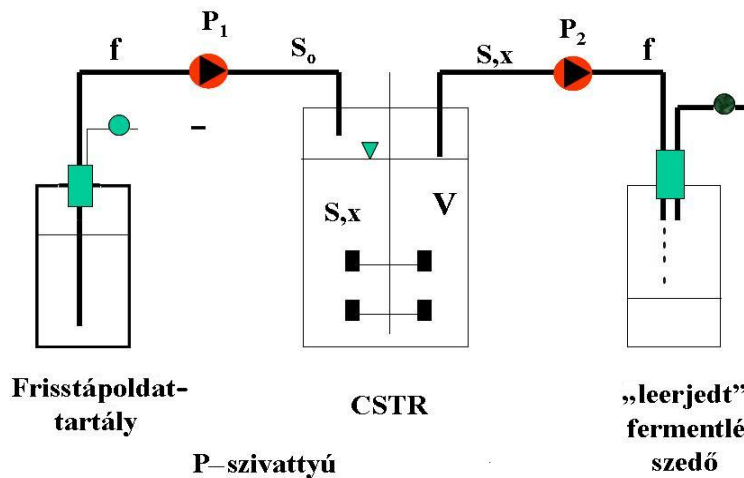 f P₁ Sₒ S,x P₂ f
S,x V
Frisstápoldat-
tartály
CSTR
„leerjedt”
fermentlé
szedő
P–szivattyú